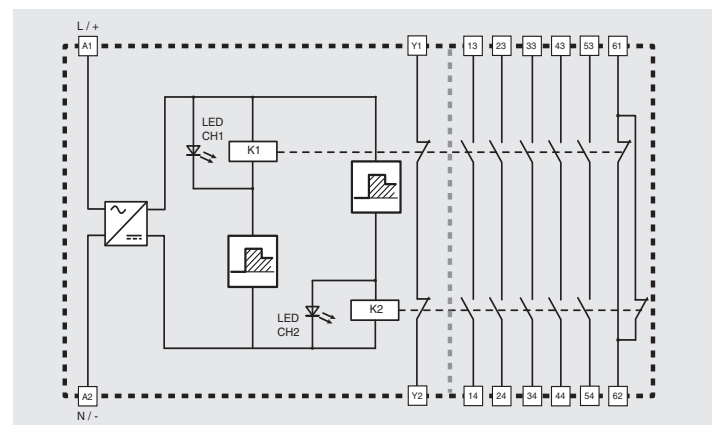 L / +
A1 Y1 13 23 33 43 53 61
LED
CH1
K1
K2
LED
CH2
A2 Y2 14 24 34 44 54 62
N / -